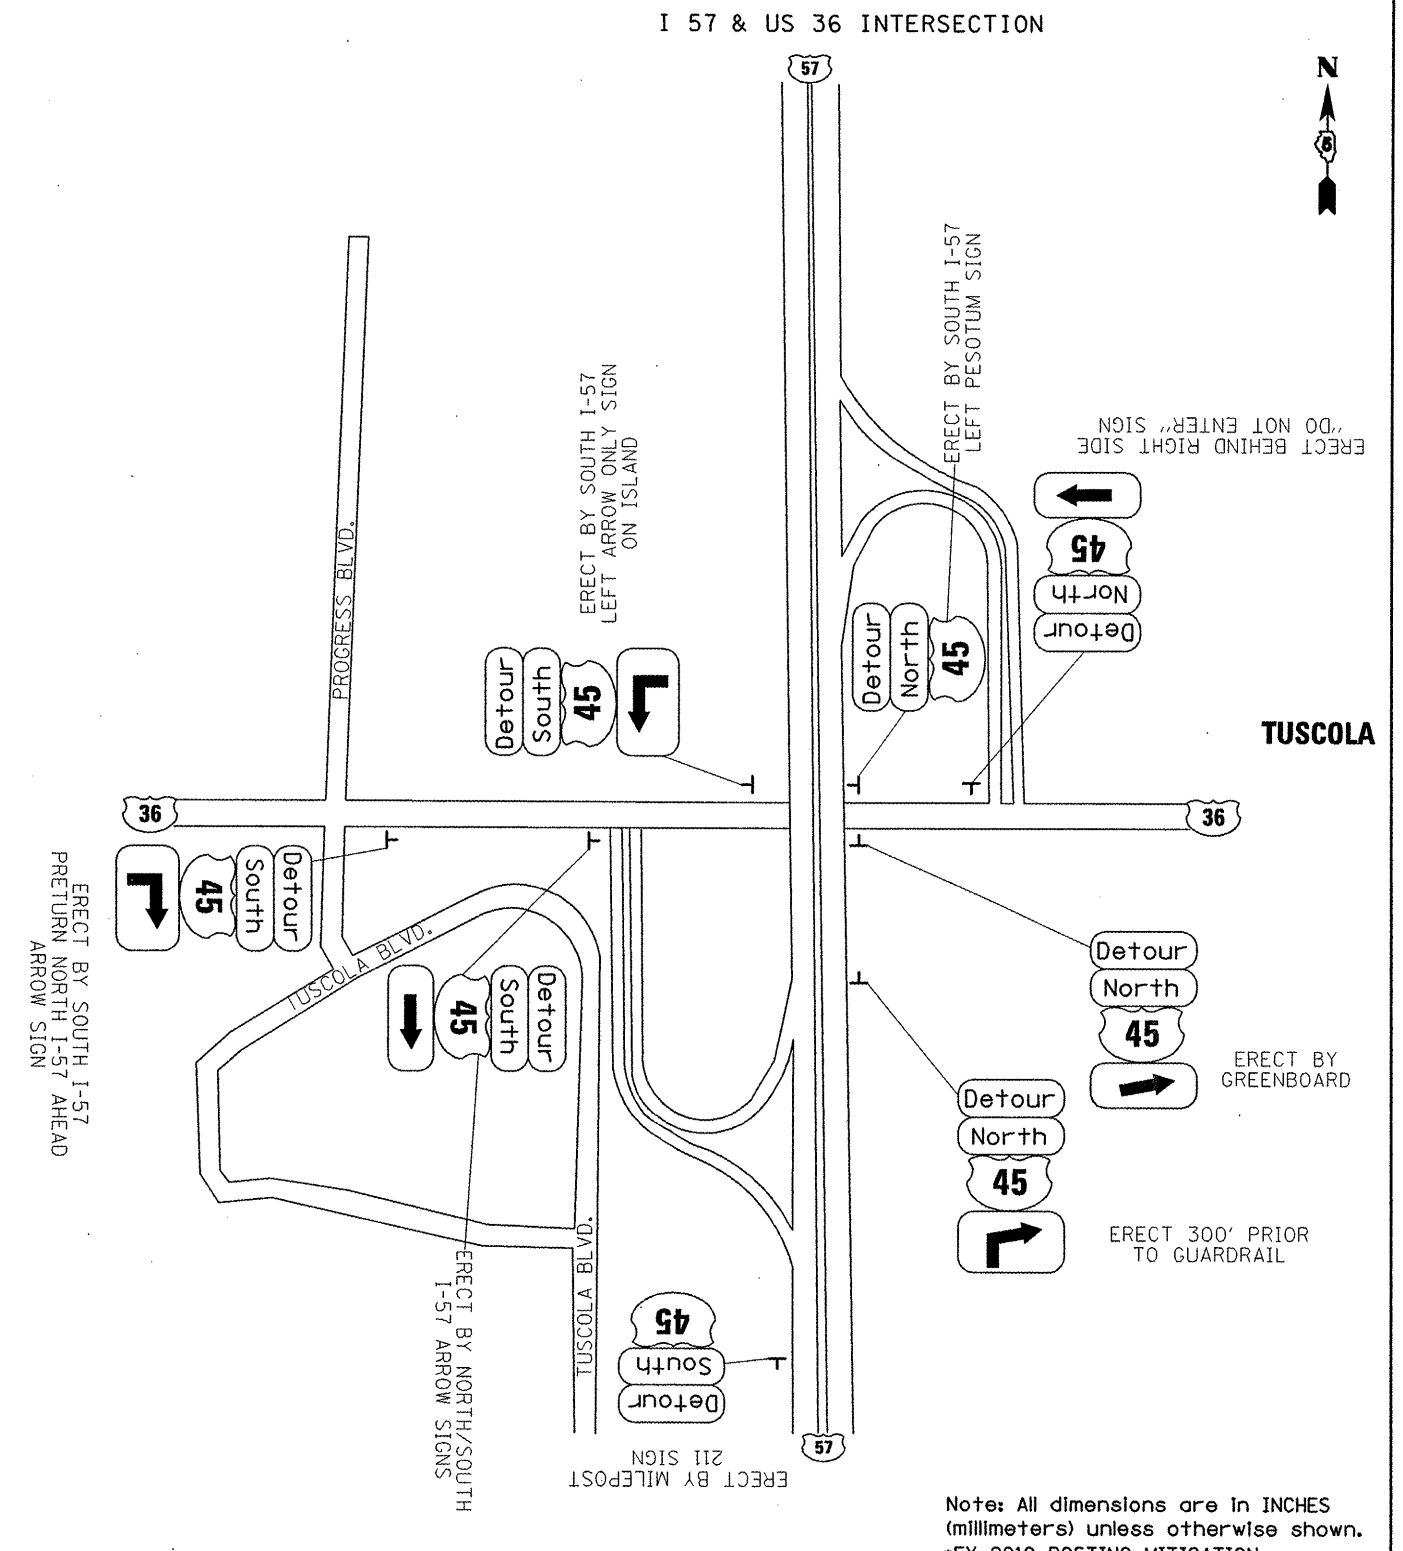 I 57 & US 36 INTERSECTION
57
N
5
ERECT BY SOUTH I-57
LEFT PESOTUM SIGN
ERECT BY SOUTH I-57
LEFT ARROW ONLY SIGN
ON ISLAND
ERECT BEHIND RIGHT SIDE
"DO NOT ENTER" SIGN
PROGRESS BLVD.
Detour
North
45
Detour
North
45
Detour
South
45
TUSCOLA
36
36
Detour
South
45
ERECT BY SOUTH I-57
PRETURN NORTH I-57 AHEAD
ARROW SIGN
TUSCOLA BLVD.
Detour
South
45
ERECT BY NORTH/SOUTH
I-57 ARROW SIGNS
Detour
North
45
ERECT BY
GREENBOARD
Detour
North
45
ERECT 300' PRIOR
TO GUARDRAIL
TUSCOLA BLVD.
Detour
South
45
ERECT BY MILEPOST
211 SIGN
57
Note: All dimensions are in INCHES
(millimeters) unless otherwise shown.